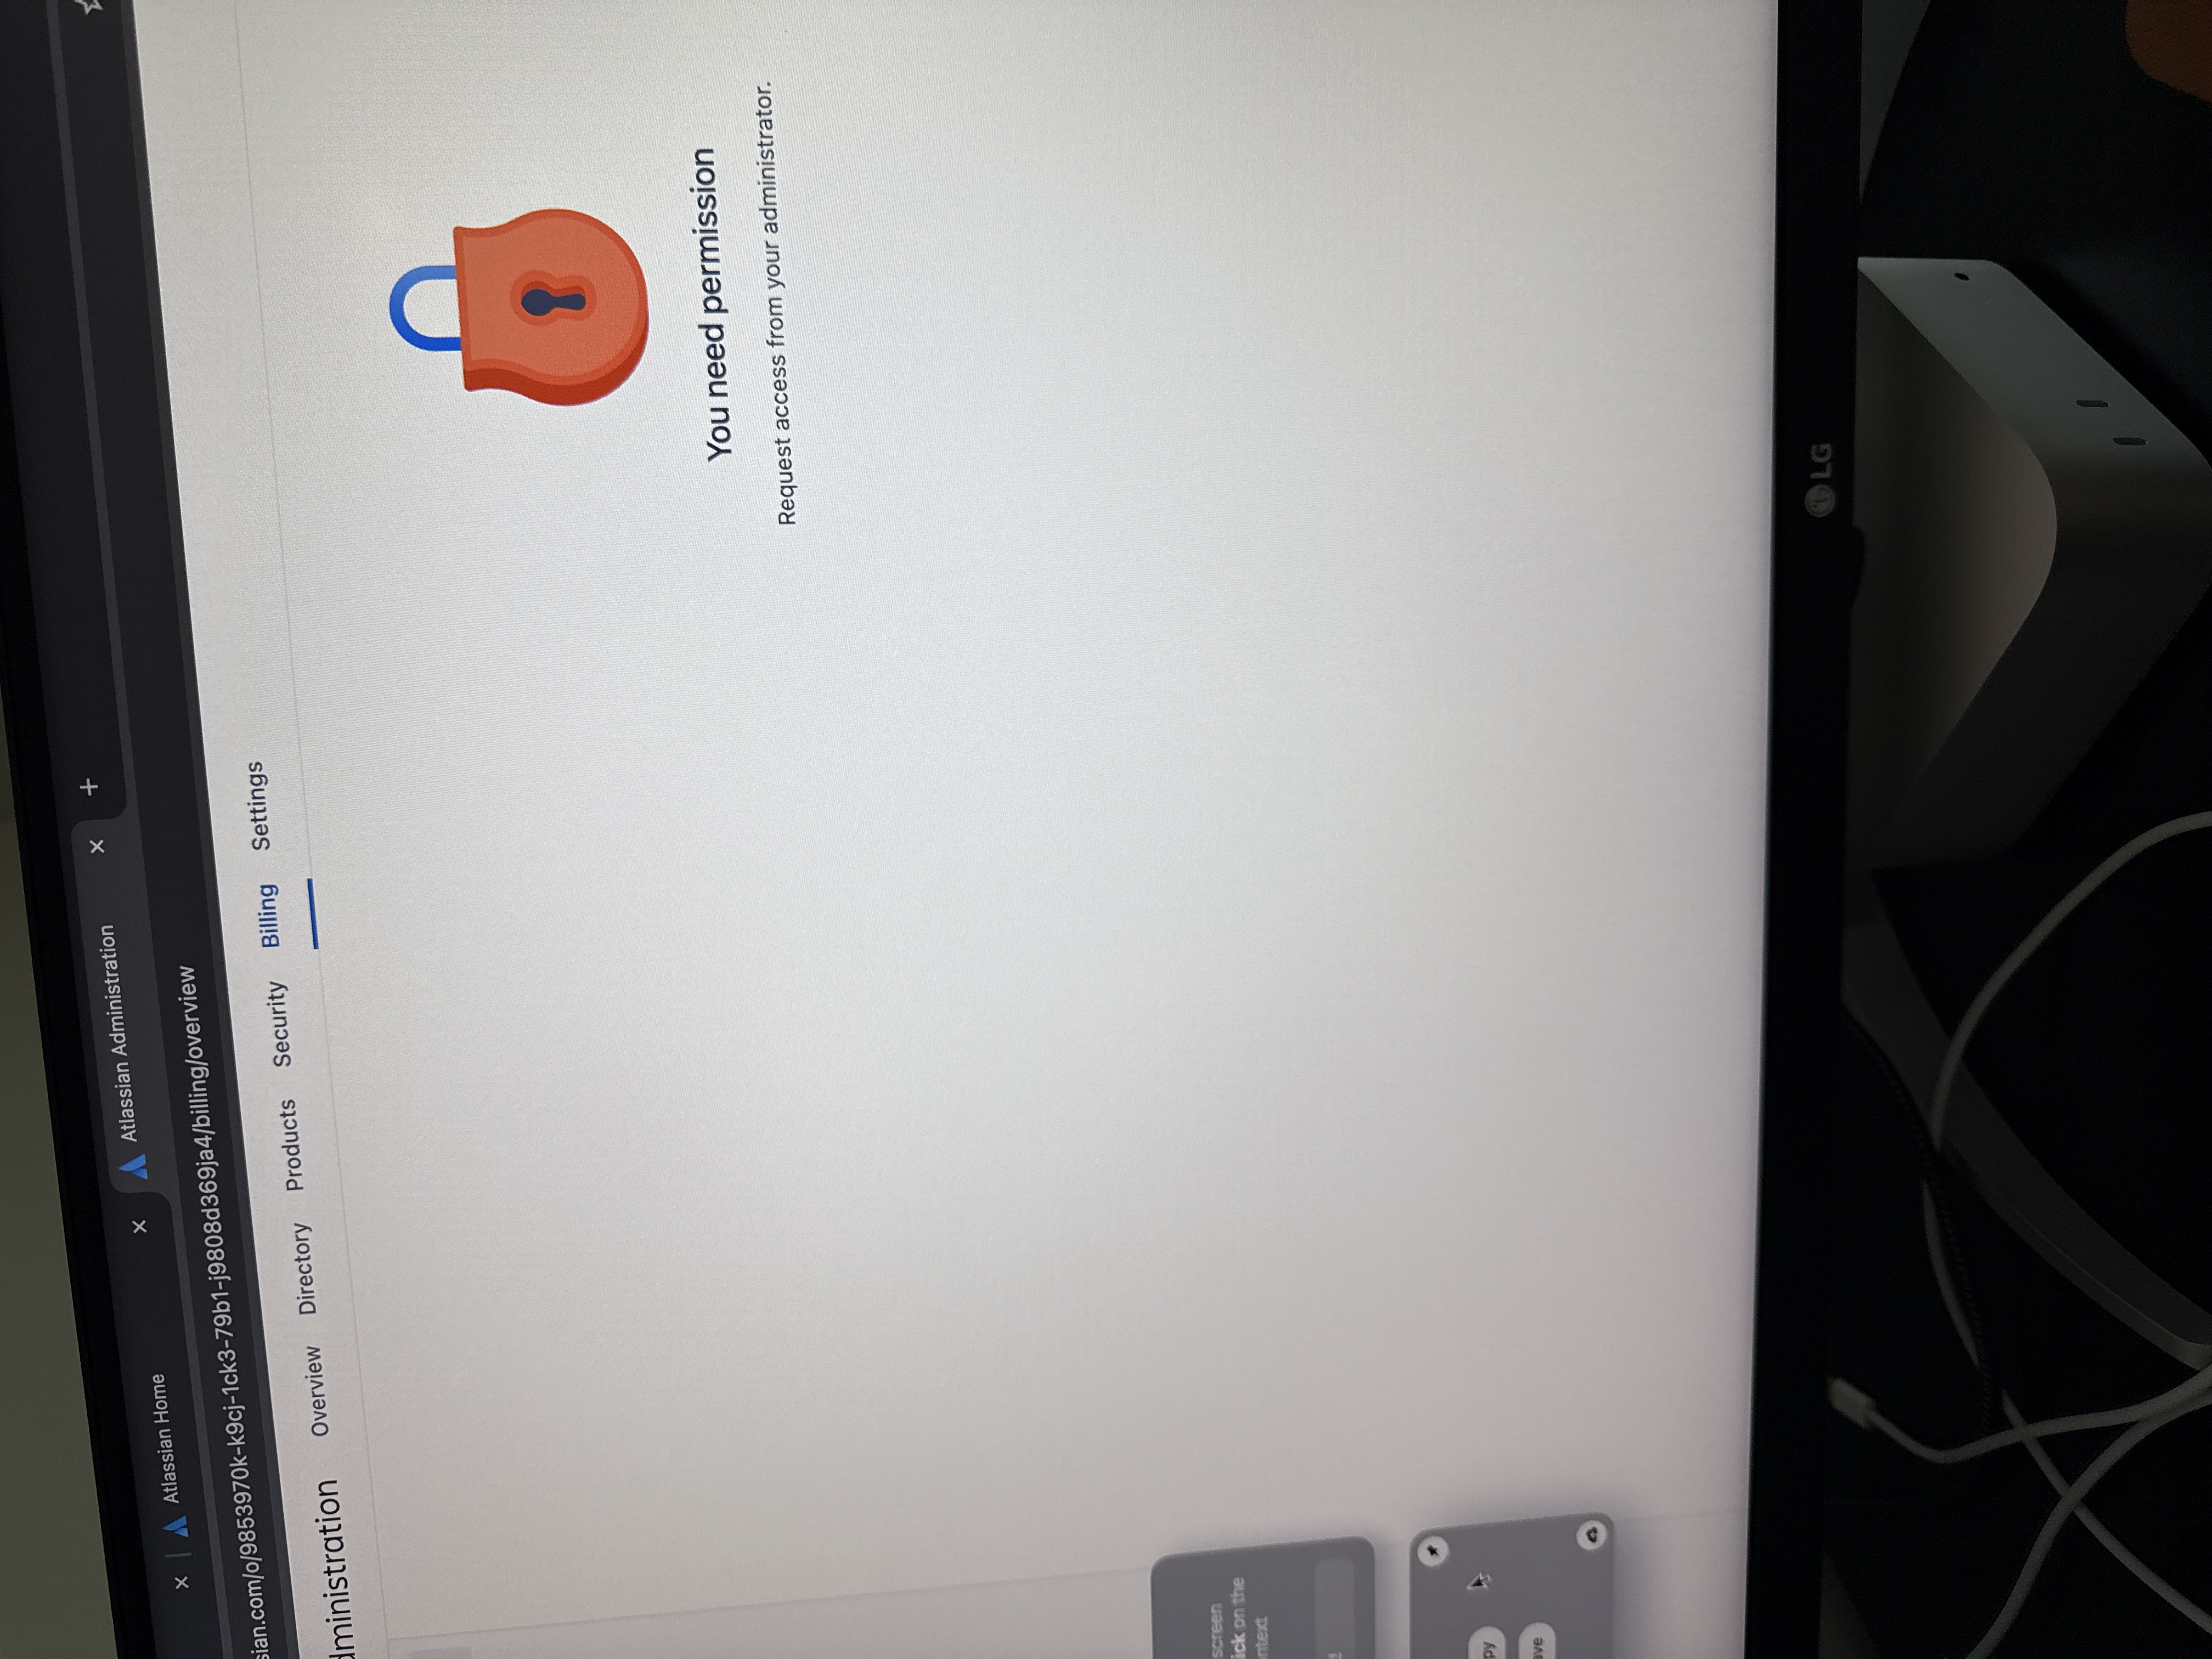 Atlassian Home
Atlassian Administration
sian.com/o/9853970k-k9cj-1ck3-79b1-j9808d369ja4/billing/overview
dministration
Overview
Directory
Products
Security
Billing
Settings
You need permission
Request access from your administrator.
screen
ick on the
ntext
py
ave
LG